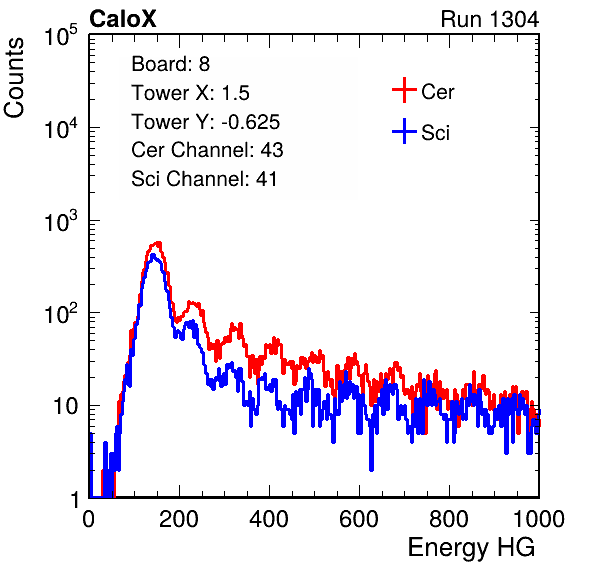 CaloX Run 1304
Counts
Board: 8
Tower X: 1.5
Tower Y: -0.625
Cer Channel: 43
Sci Channel: 41
Cer
Sci
10^5
10^4
10^3
10^2
10
1
0 200 400 600 800 1000
Energy HG